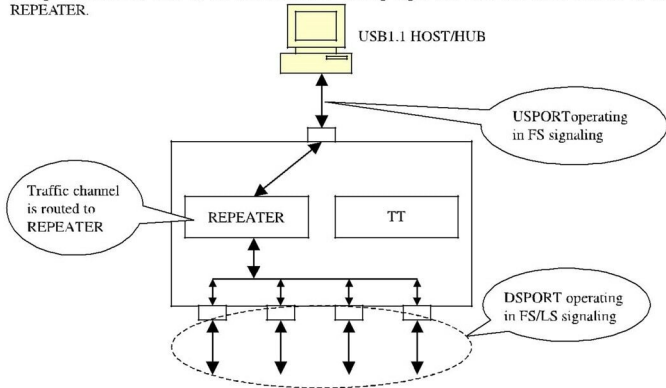 REPEATER.
USB1.1 HOST/HUB
USPORToperating
in FS signaling
Traffic channel
is routed to
REPEATER
REPEATER
TT
DSPORT operating
in FS/LS signaling